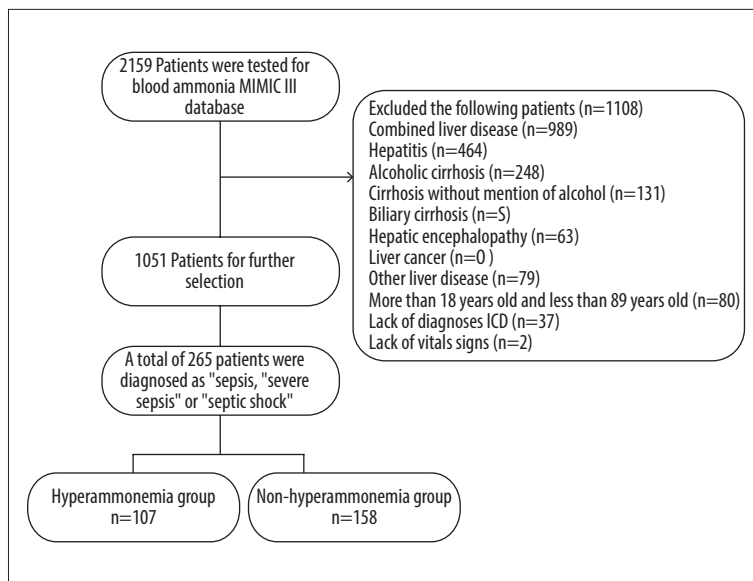 2159 Patients were tested for
blood ammonia MIMIC III
database
Excluded the following patients (n=1108)
Combined liver disease (n=989)
Hepatitis (n=464)
Alcoholic cirrhosis (n=248)
Cirrhosis without mention of alcohol (n=131)
Biliary cirrhosis (n=S)
Hepatic encephalopathy (n=63)
Liver cancer (n=O )
Other liver disease (n=79)
More than 18 years old and less than 89 years old (n=80)
Lack of diagnoses ICD (n=37)
Lack of vitals signs (n=2)
1051 Patients for further
selection
A total of 265 patients were
diagnosed as "sepsis, "severe
sepsis" or "septic shock"
Hyperammonemia group
n=107
Non-hyperammonemia group
n=158